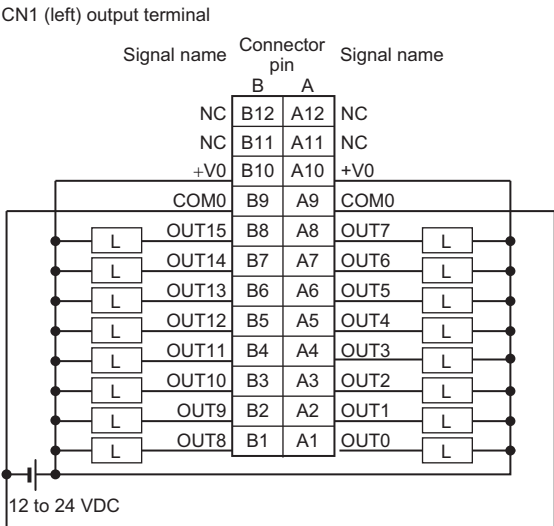 CN1 (left) output terminal
Signal name Connector pin Signal name
B A
NC B12 A12 NC
NC B11 A11 NC
+V0 B10 A10 +V0
COM0 B9 A9 COM0
L OUT15 B8 A8 OUT7 L
L OUT14 B7 A7 OUT6 L
L OUT13 B6 A6 OUT5 L
L OUT12 B5 A5 OUT4 L
L OUT11 B4 A4 OUT3 L
L OUT10 B3 A3 OUT2 L
L OUT9 B2 A2 OUT1 L
L OUT8 B1 A1 OUT0 L
12 to 24 VDC